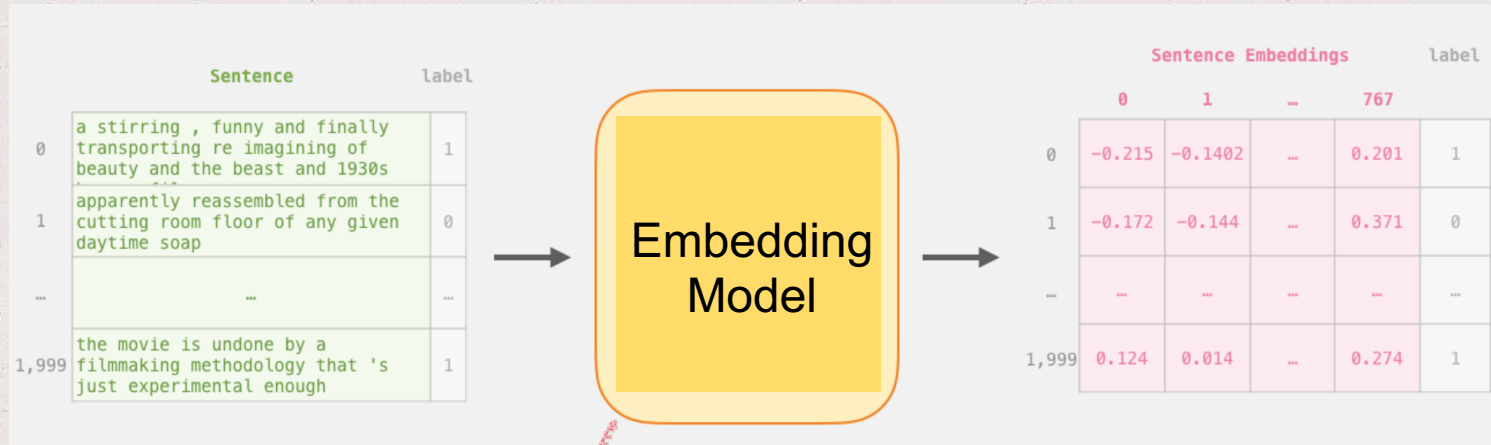 Sentence label
0 a stirring , funny and finally
transporting re imagining of
beauty and the beast and 1930s
1
1 apparently reassembled from the
cutting room floor of any given
daytime soap
0
… … …
1,999 the movie is undone by a
filmmaking methodology that 's
just experimental enough
1
Embedding
Model
Sentence Embeddings label
0 1 … 767
0 -0.215 -0.1402 … 0.201 1
1 -0.172 -0.144 … 0.371 0
… … … … … …
1,999 0.124 0.014 … 0.274 1